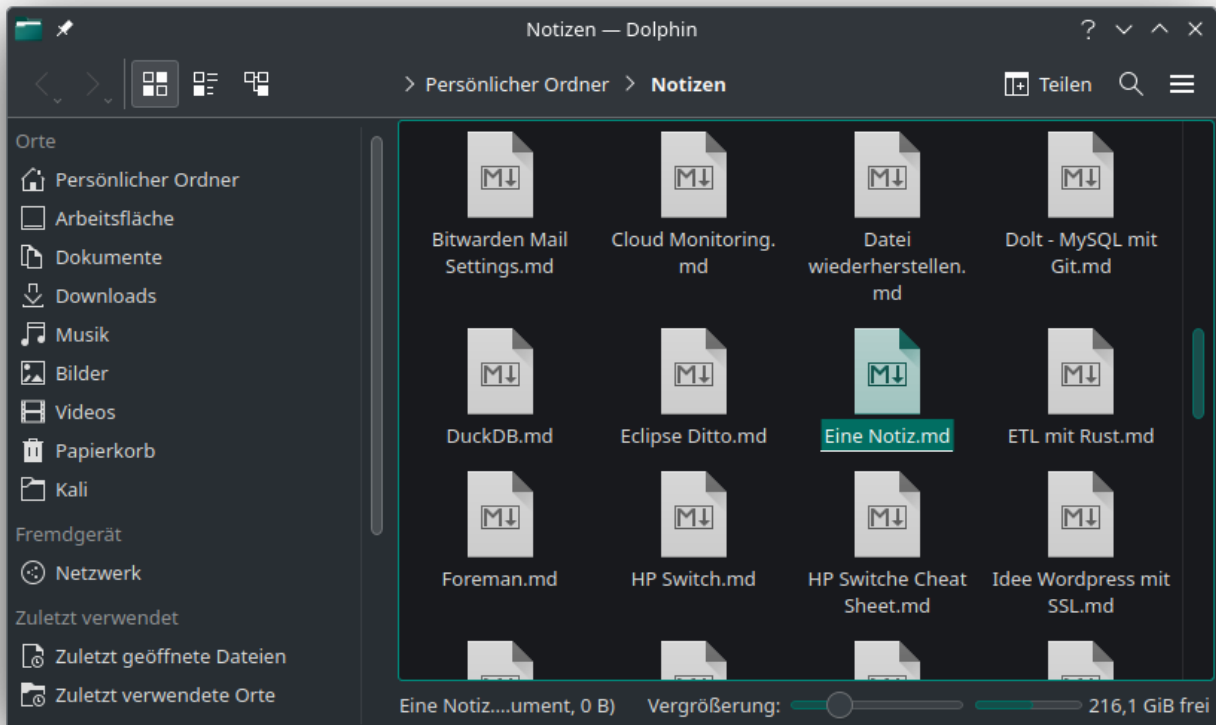 Notizen — Dolphin
?
> Persönlicher Ordner > Notizen
Teilen
Orte
Persönlicher Ordner
Arbeitsfläche
Dokumente
Downloads
Musik
Bilder
Videos
Papierkorb
Kali
Fremdgerät
Netzwerk
Zuletzt verwendet
Zuletzt geöffnete Dateien
Zuletzt verwendete Orte
M↓ M↓ M↓ M↓
Bitwarden Mail
Settings.md
Cloud Monitoring.
md
Datei
wiederherstellen.
md
Dolt - MySQL mit
Git.md
M↓ M↓ M↓ M↓
DuckDB.md
Eclipse Ditto.md
Eine Notiz.md
ETL mit Rust.md
M↓ M↓ M↓ M↓
Foreman.md
HP Switch.md
HP Switche Cheat
Sheet.md
Idee Wordpress mit
SSL.md
Eine Notiz....ument, 0 B)
Vergrößerung:
216,1 GiB frei